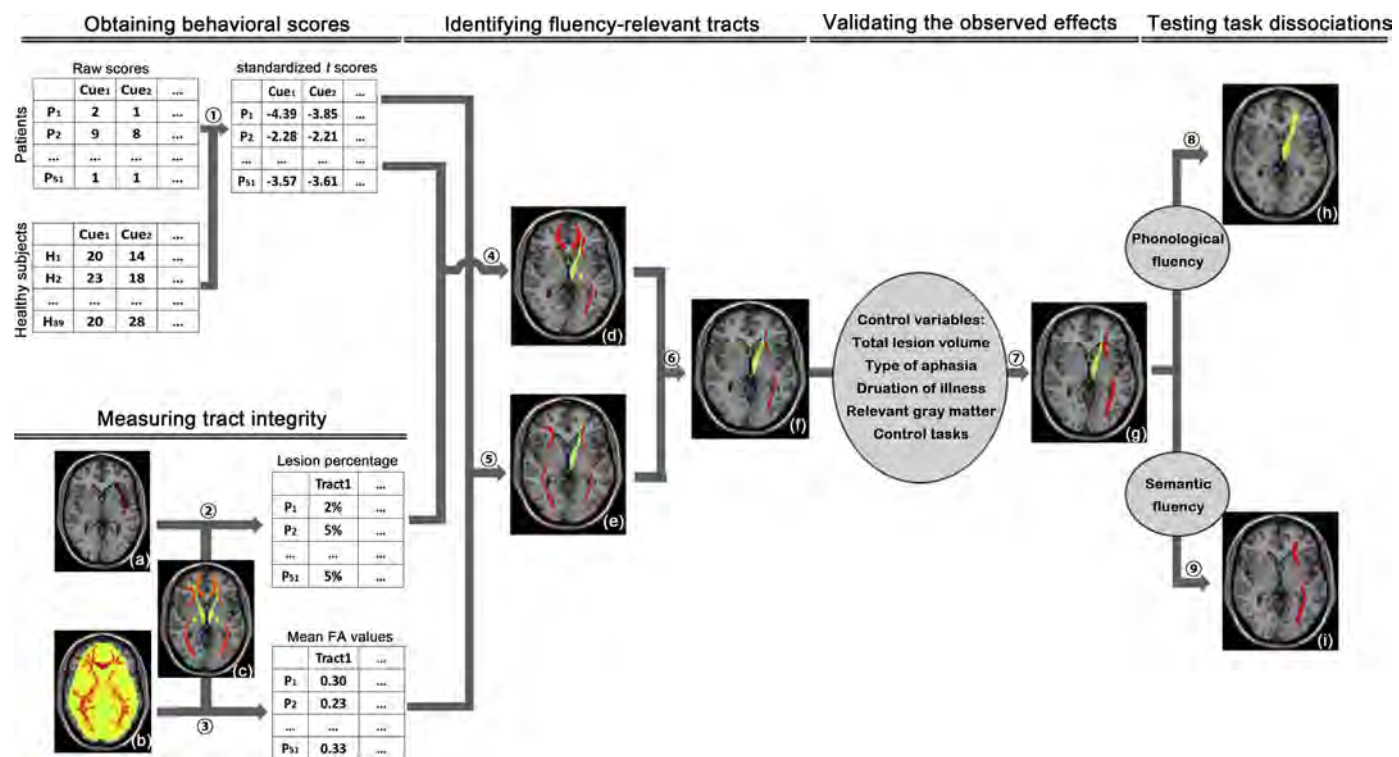 Obtaining behavioral scores
Identifying fluency-relevant tracts
Validating the observed effects
Testing task dissociations
Raw scores
Patients
Cue1 Cue2 ...
P1 2 1 ...
P2 9 8 ...
... ... ... ...
P51 1 1 ...
Healthy subjects
Cue1 Cue2 ...
H1 20 14 ...
H2 23 18 ...
... ... ... ...
H39 20 28 ...
①
standardized t scores
Cue1 Cue2 ...
P1 -4.39 -3.85 ...
P2 -2.28 -2.21 ...
... ... ... ...
P51 -3.57 -3.61 ...
Measuring tract integrity
(a)
(b)
(c)
②
③
Lesion percentage
Tract1 ...
P1 2% ...
P2 5% ...
... ... ...
P51 5% ...
Mean FA values
Tract1 ...
P1 0.30 ...
P2 0.23 ...
... ... ...
P51 0.33 ...
④
(d)
⑤
(e)
⑥
(f)
Control variables:
Total lesion volume
Type of aphasia
Druation of illness
Relevant gray matter
Control tasks
⑦
(g)
⑧
(h)
Phonological
fluency
Semantic
fluency
⑨
(i)